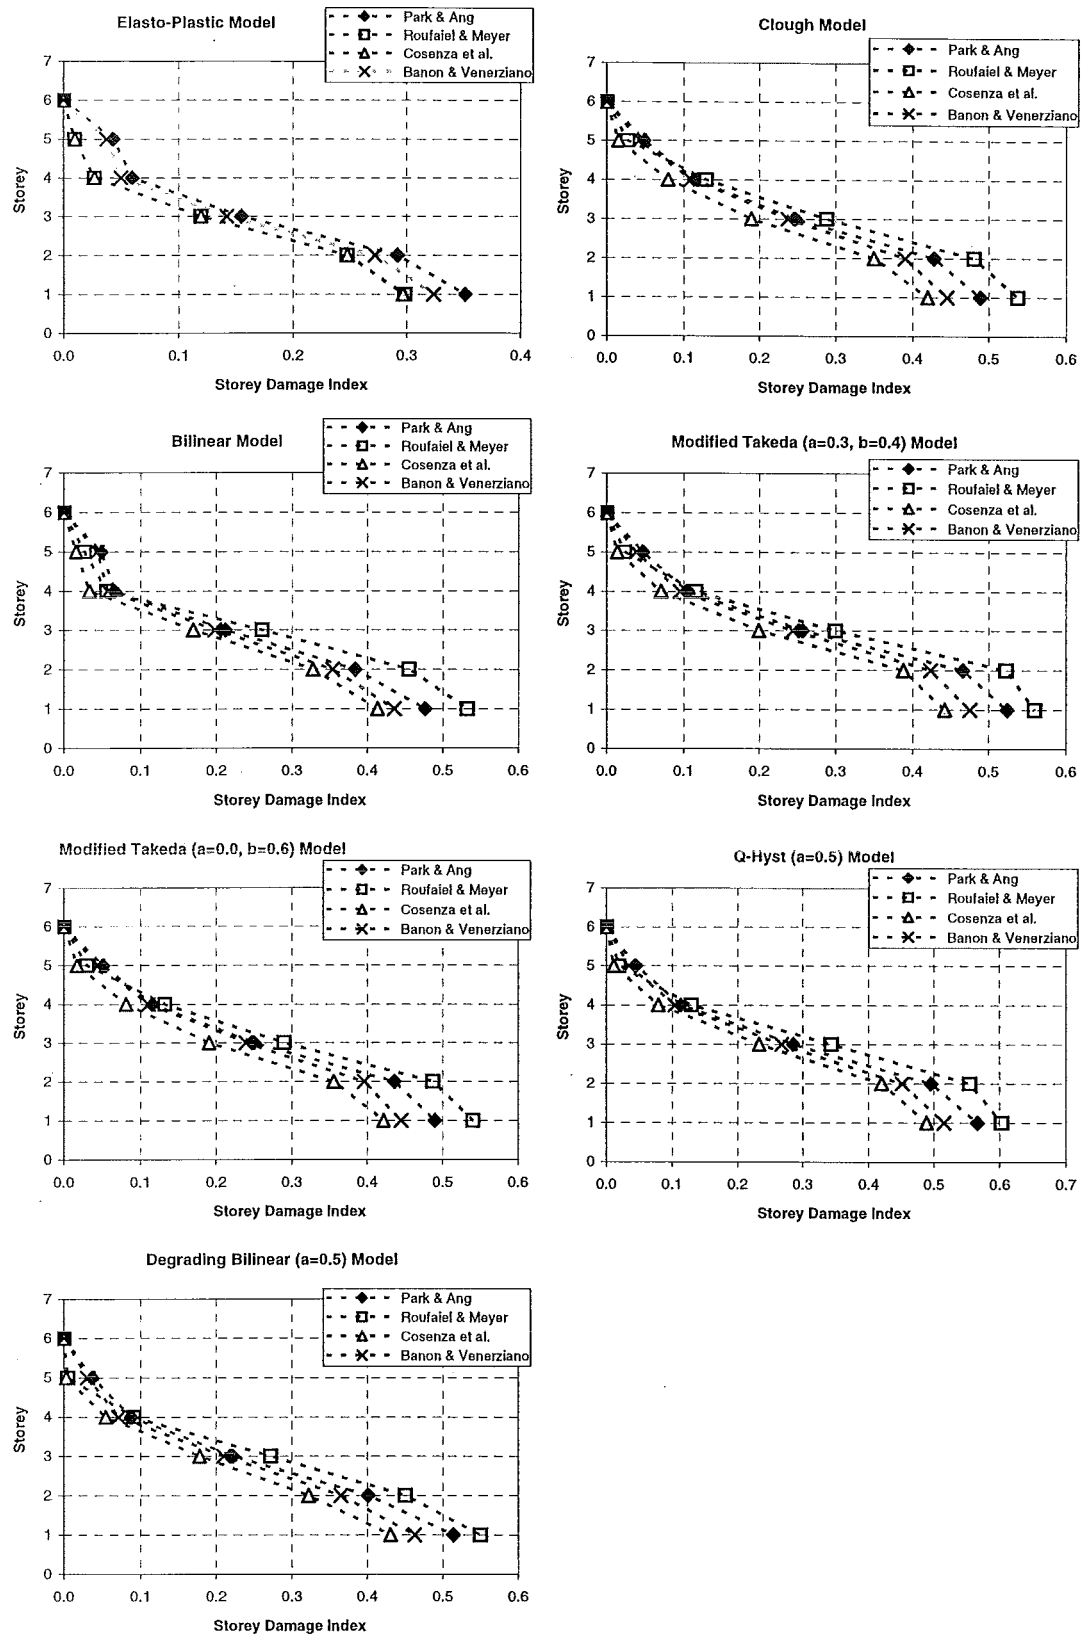 Elasto-Plastic Model
Park & Ang
Roufaiel & Meyer
Cosenza et al.
Banon & Venerziano
7
6
5
4
3
2
1
0
Storey
0.0 0.1 0.2 0.3 0.4
Storey Damage Index
Clough Model
Park & Ang
Roufaiel & Meyer
Cosenza et al.
Banon & Venerziano
7
6
5
4
3
2
1
0
Storey
0.0 0.1 0.2 0.3 0.4 0.5 0.6
Storey Damage Index
Bilinear Model
Park & Ang
Roufaiel & Meyer
Cosenza et al.
Banon & Venerziano
7
6
5
4
3
2
1
0
Storey
0.0 0.1 0.2 0.3 0.4 0.5 0.6
Storey Damage Index
Modified Takeda (a=0.3, b=0.4) Model
Park & Ang
Roufaiel & Meyer
Cosenza et al.
Banon & Venerziano
7
6
5
4
3
2
1
0
Storey
0.0 0.1 0.2 0.3 0.4 0.5 0.6
Storey Damage Index
Modified Takeda (a=0.0, b=0.6) Model
Park & Ang
Roufaiel & Meyer
Cosenza et al.
Banon & Venerziano
7
6
5
4
3
2
1
0
Storey
0.0 0.1 0.2 0.3 0.4 0.5 0.6
Storey Damage Index
Q-Hyst (a=0.5) Model
Park & Ang
Roufaiel & Meyer
Cosenza et al.
Banon & Venerziano
7
6
5
4
3
2
1
0
Storey
0.0 0.1 0.2 0.3 0.4 0.5 0.6 0.7
Storey Damage Index
Degrading Bilinear (a=0.5) Model
Park & Ang
Roufaiel & Meyer
Cosenza et al.
Banon & Venerziano
7
6
5
4
3
2
1
0
Storey
0.0 0.1 0.2 0.3 0.4 0.5 0.6
Storey Damage Index